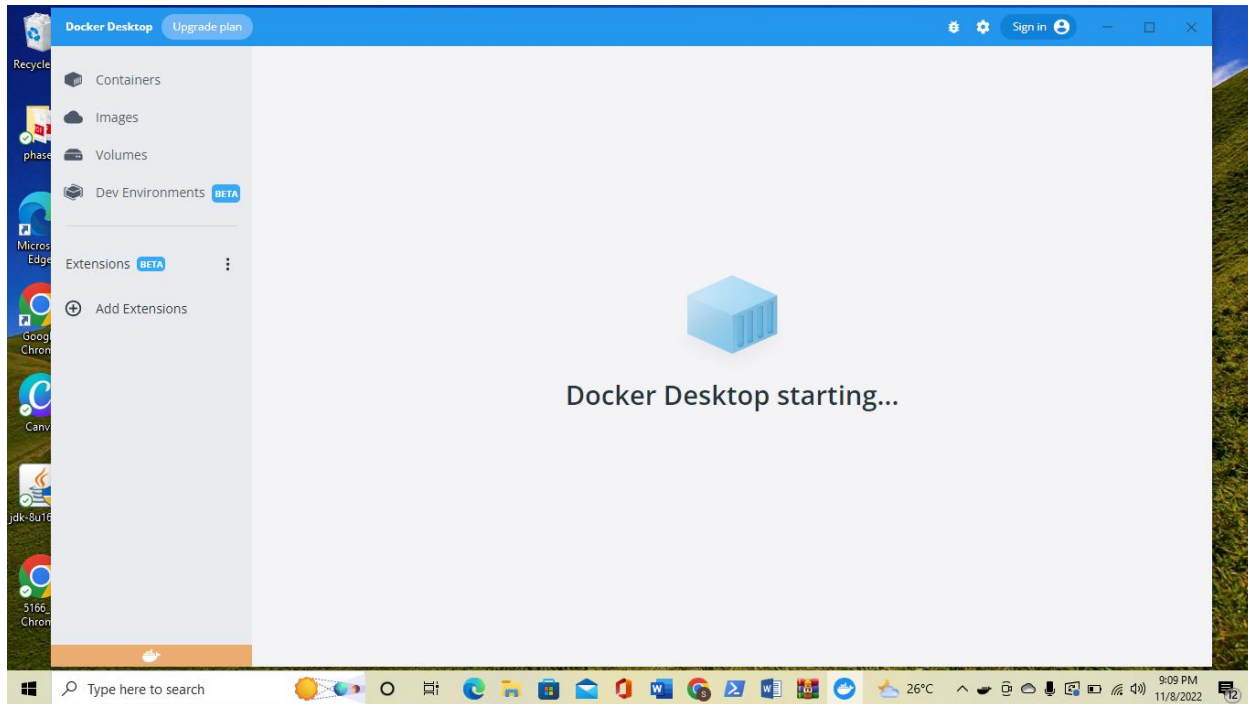 Docker Desktop Upgrade plan
Sign in
Recycle
Containers
Images
phase
Volumes
Dev Environments BETA
Micros
Edge
Extensions BETA
Add Extensions
Googl
Chron
Docker Desktop starting...
Canv
jdk-8u16
5166_
Chron
Type here to search
26°C
9:09 PM
11/8/2022
12